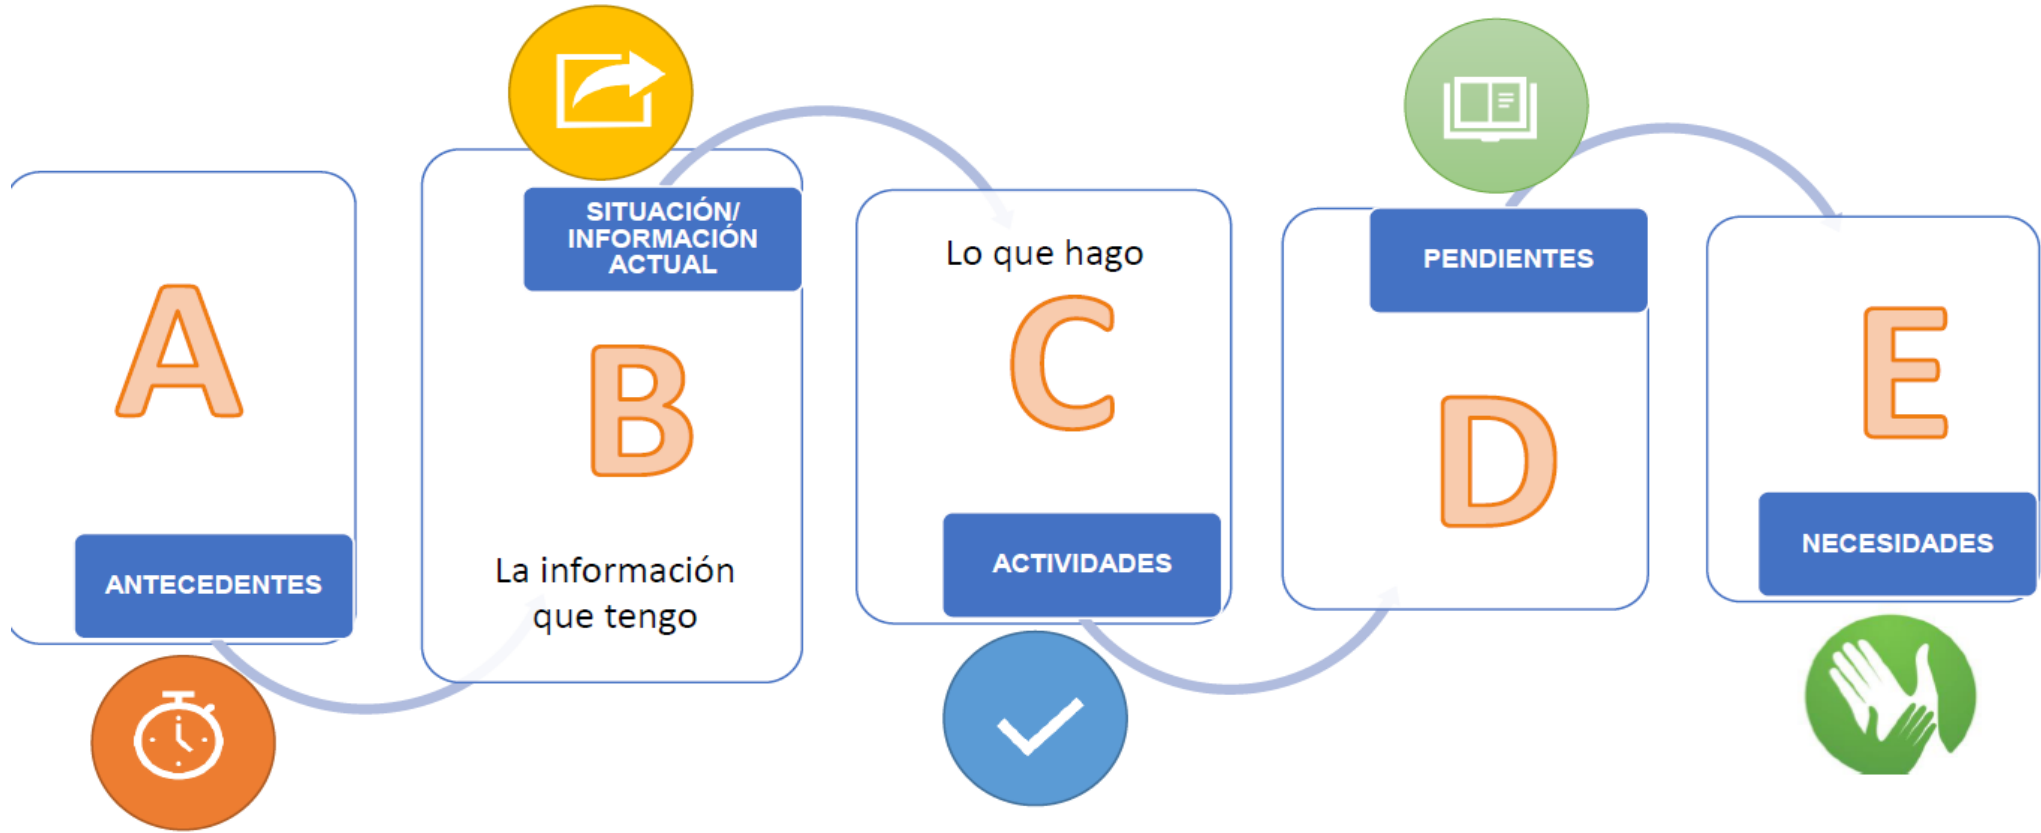 A
ANTECEDENTES
SITUACIÓN/
INFORMACIÓN
ACTUAL
B
La información
que tengo
Lo que hago
C
ACTIVIDADES
PENDIENTES
D
E
NECESIDADES